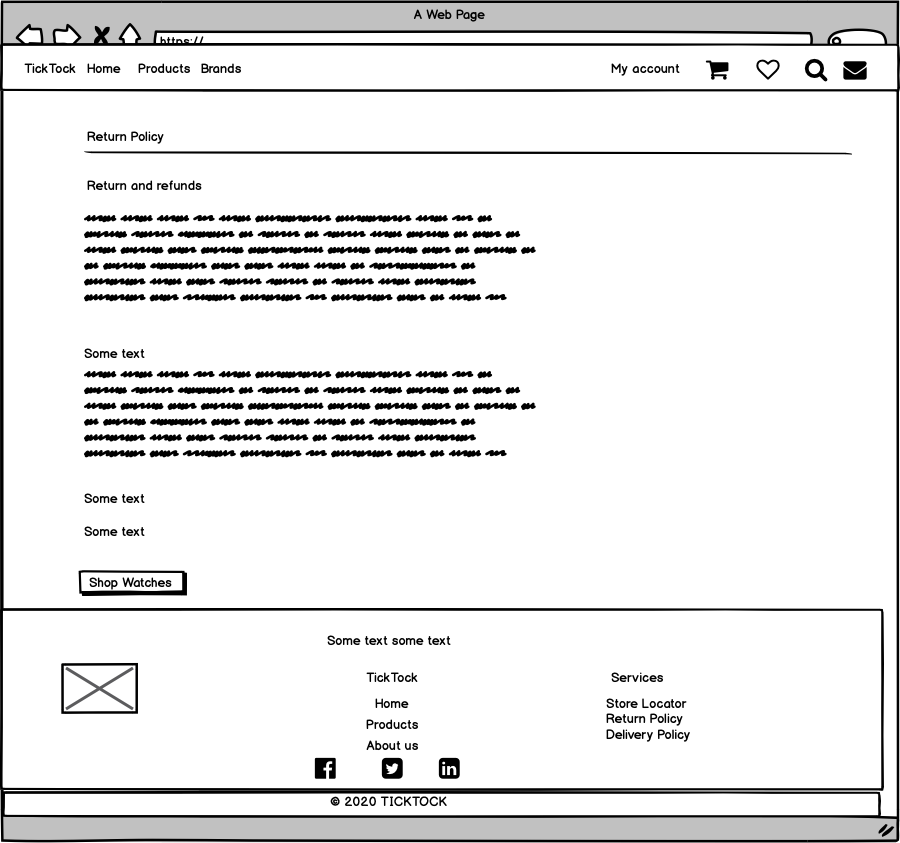 A Web Page
https://
TickTock Home Products Brands My account
Return Policy
Return and refunds
Some text
Some text
Some text
Shop Watches
Some text some text
TickTock Services
Home Store Locator
Products Return Policy
About us Delivery Policy
© 2020 TICKTOCK